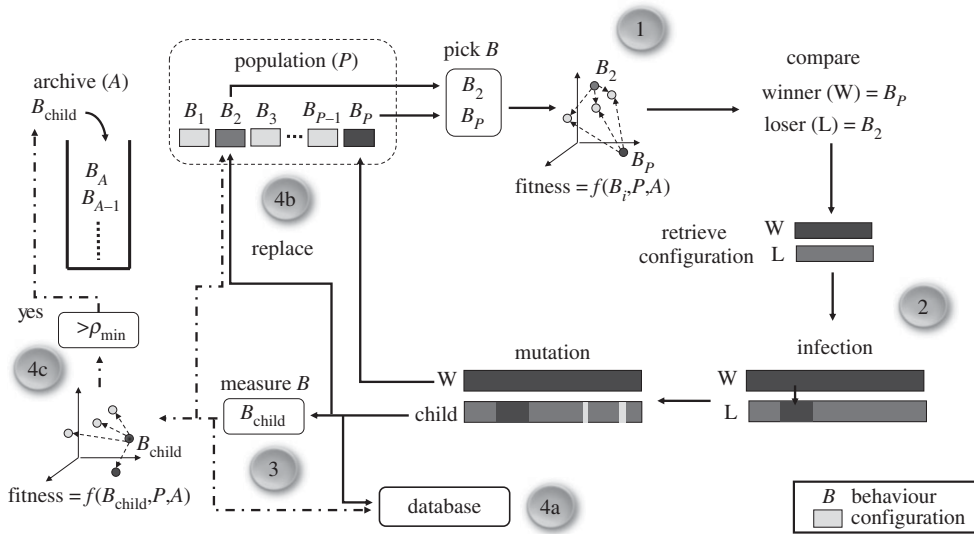 archive (A)
B_child
B_A
B_{A–1}
population (P)
B_1 B_2 B_3 B_{P–1} B_P
pick B
B_2
B_P
1
B_2
B_P
fitness = f(B_i,P,A)
compare
winner (W) = B_P
loser (L) = B_2
4b
replace
retrieve
configuration
W
L
2
infection
W
L
mutation
W
child
measure B
B_child
3
yes
>ρ_min
4c
B_child
fitness = f(B_child,P,A)
database
4a
B behaviour
configuration